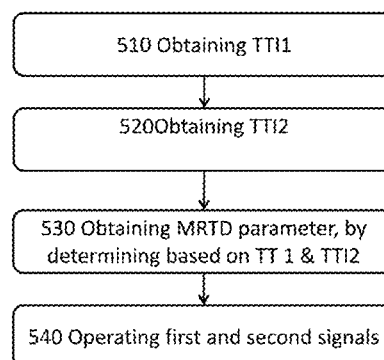 510 Obtaining TTI1
520Obtaining TTI2
530 Obtaining MRTD parameter, by
determining based on TT 1 & TTI2
540 Operating first and second signals